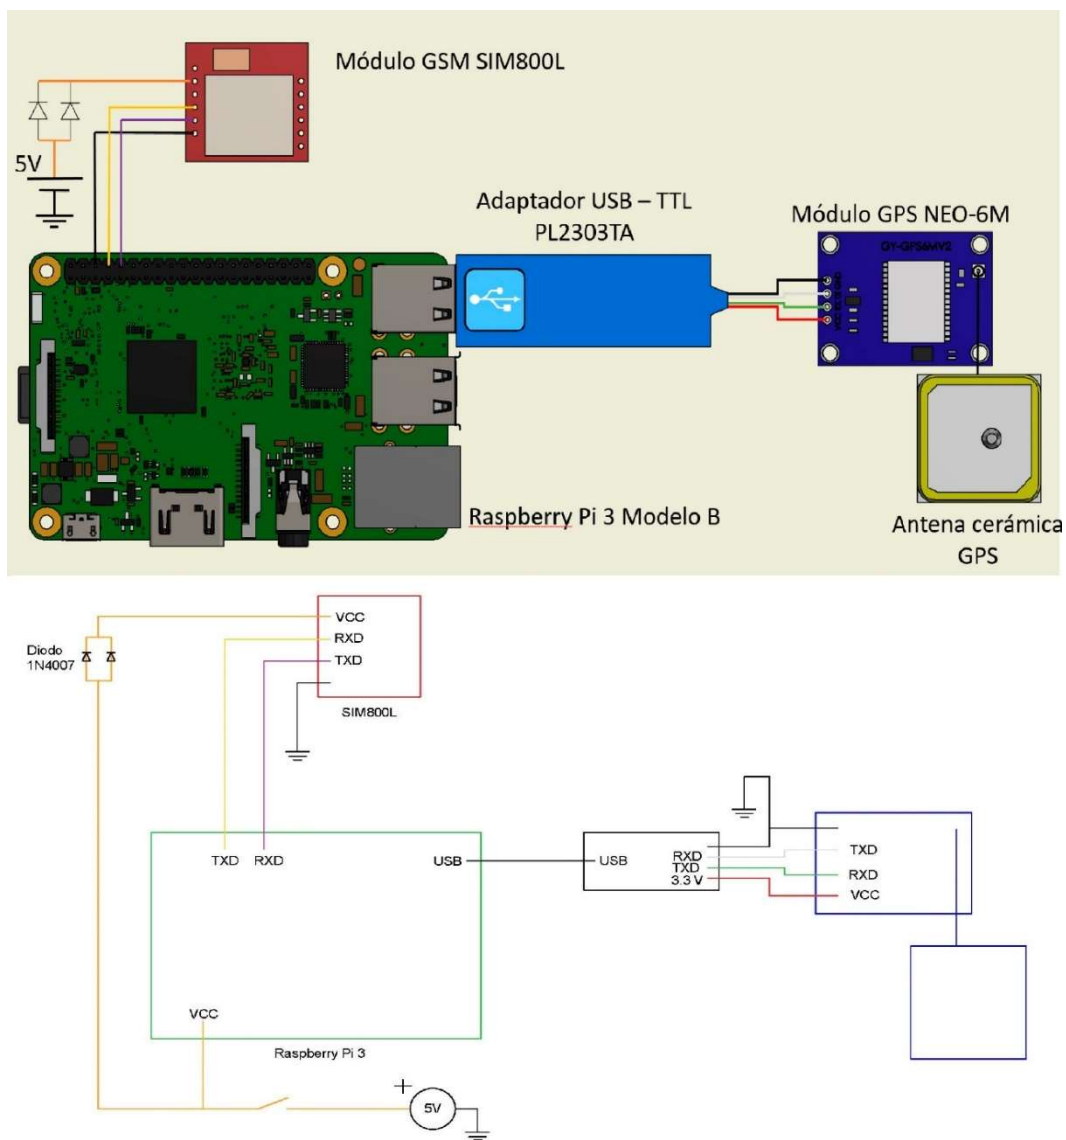 Módulo GSM SIM800L
5V
Adaptador USB – TTL
PL2303TA
Módulo GPS NEO-6M
GY-GPS6MV2
Raspberry Pi 3 Modelo B
Antena cerámica
GPS
VCC
RXD
TXD
SIM800L
Diodo
1N4007
TXD RXD
USB
VCC
Raspberry Pi 3
USB
RXD
TXD
3.3 V
TXD
RXD
VCC
+
5V